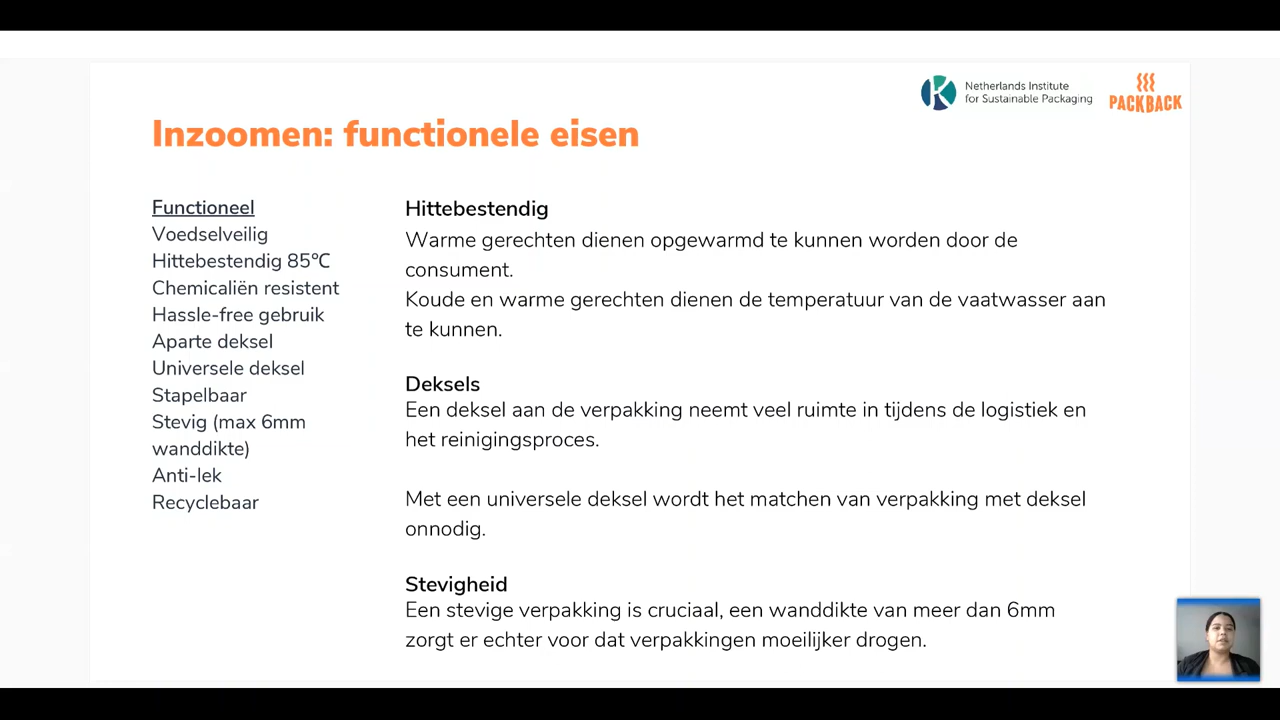 Netherlands Institute
for Sustainable Packaging
PACKBACK
Inzoomen: functionele eisen
Functioneel
Voedselveilig
Hittebestendig 85℃
Chemicaliën resistent
Hassle-free gebruik
Aparte deksel
Universele deksel
Stapelbaar
Stevig (max 6mm
wanddikte)
Anti-lek
Recyclebaar
Hittebestendig
Warme gerechten dienen opgewarmd te kunnen worden door de
consument.
Koude en warme gerechten dienen de temperatuur van de vaatwasser aan
te kunnen.
Deksels
Een deksel aan de verpakking neemt veel ruimte in tijdens de logistiek en
het reinigingsproces.
Met een universele deksel wordt het matchen van verpakking met deksel
onnodig.
Stevigheid
Een stevige verpakking is cruciaal, een wanddikte van meer dan 6mm
zorgt er echter voor dat verpakkingen moeilijker drogen.